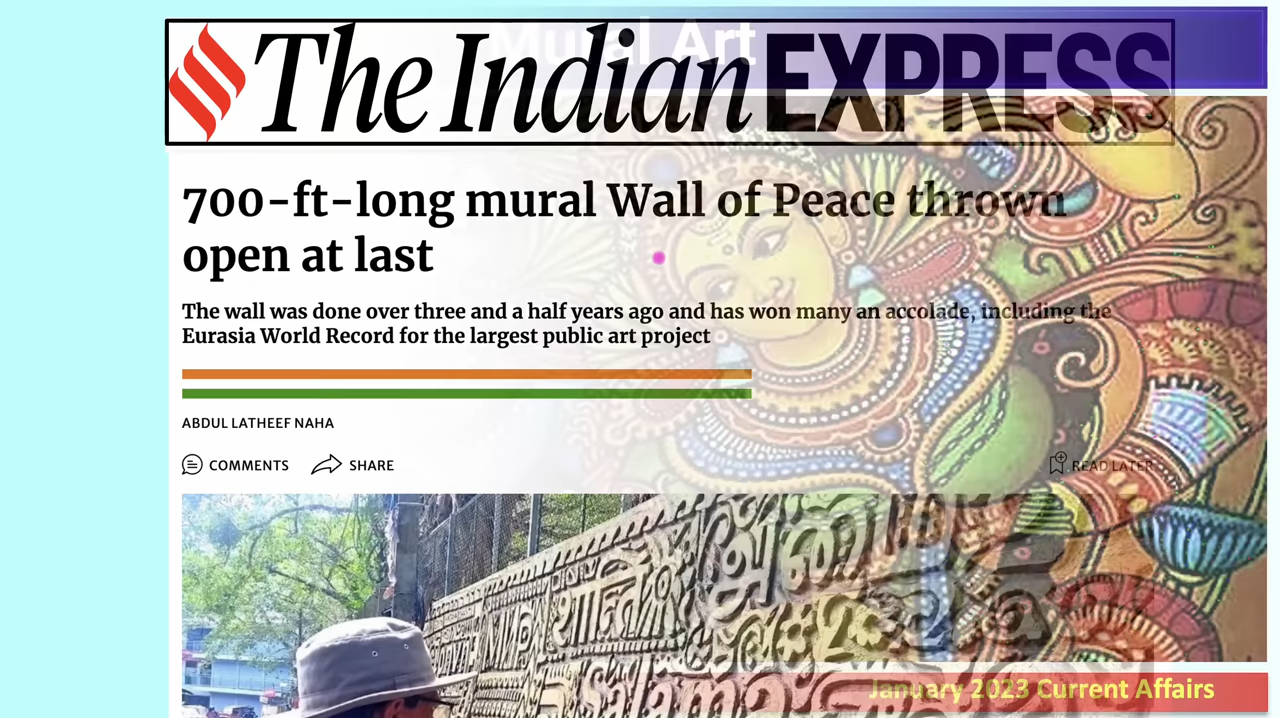 Mural Art
The Indian EXPRESS
700-ft-long mural Wall of Peace thrown
open at last
The wall was done over three and a half years ago and has won many an accolade, including the
Eurasia World Record for the largest public art project
ABDUL LATHEEF NAHA
COMMENTS SHARE READ LATER
शान्ति
Salama
January 2023 Current Affairs